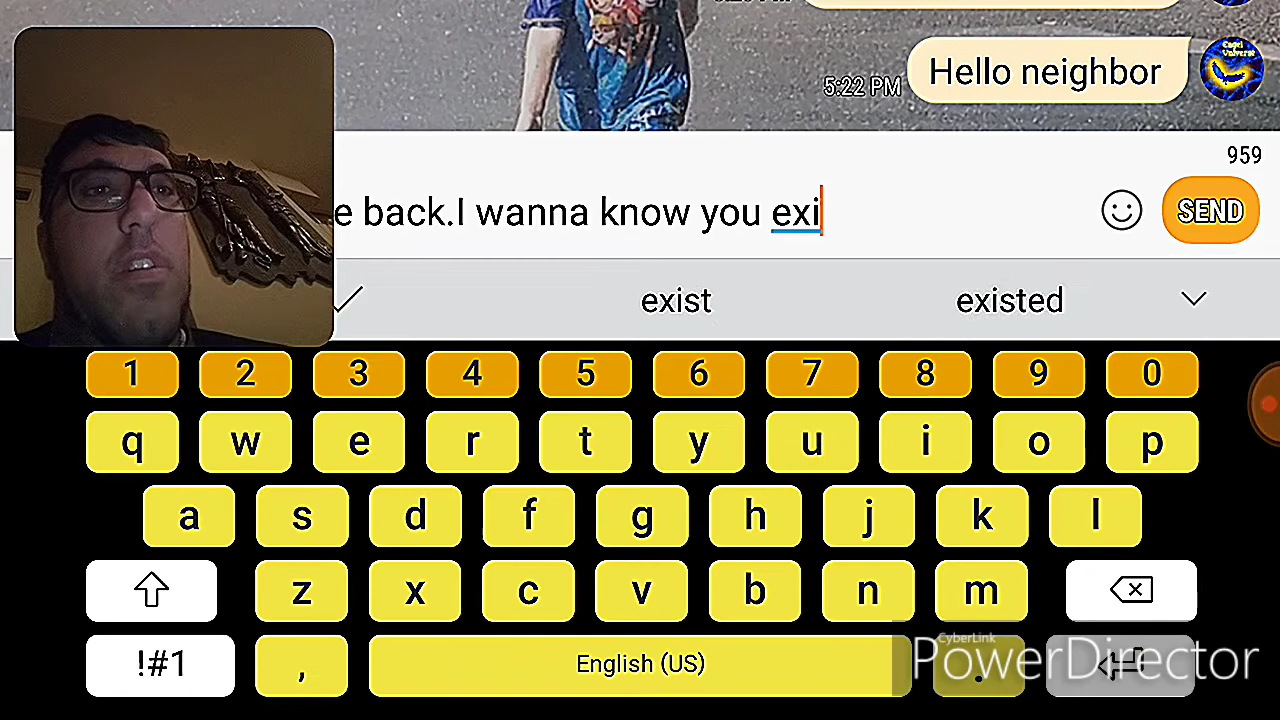 Hello neighbor
5:22 PM
959
e back.I wanna know you exi
SEND
exist existed
1 2 3 4 5 6 7 8 9 0
q w e r t y u i o p
a s d f g h j k l
z x c v b n m
!#1 , English (US) .
CyberLink
PowerDirector